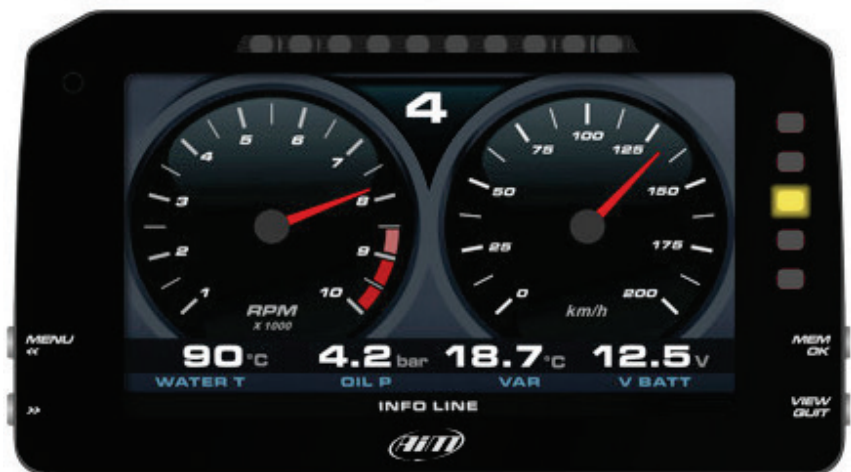 4
1 2 3 4 5 6 7 8 9 10
RPM
X 1000
0 25 50 75 100 125 150 175 200
km/h
90 °C 4.2 bar 18.7 °C 12.5 V
WATER T OIL P VAR V BATT
INFO LINE
MENU
<<
>>
MEM
OK
VIEW
QUIT
AiM